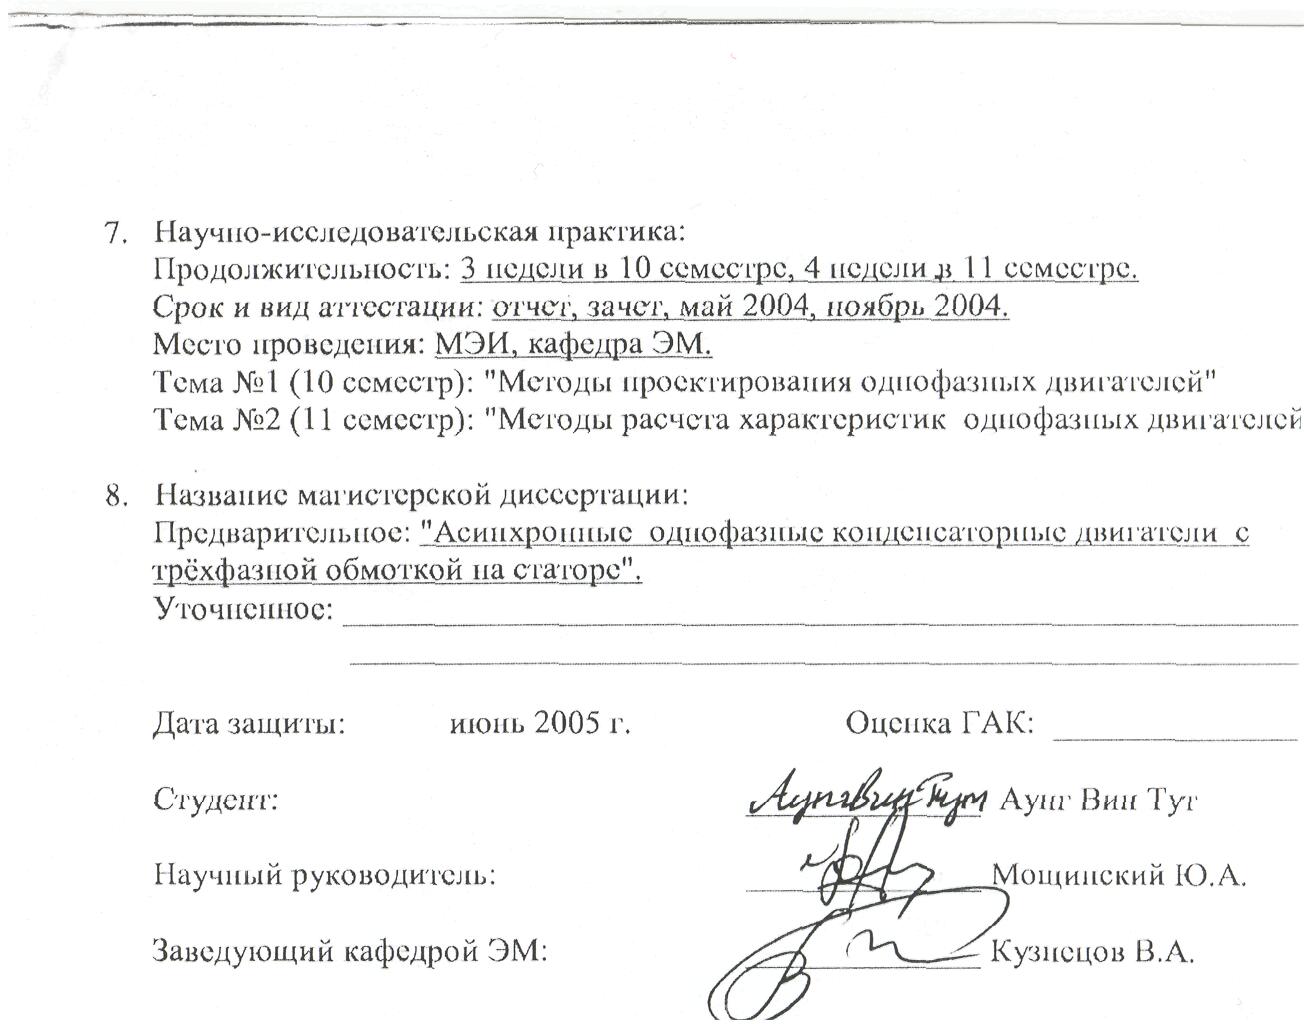 7. Научно-исследовательская практика:
Продолжительность: 3 недели в 10 семестре, 4 недели в 11 семестре.
Срок и вид аттестации: отчет, зачет, май 2004, ноябрь 2004.
Место проведения: МЭИ, кафедра ЭМ.
Тема №1 (10 семестр): "Методы проектирования однофазных двигателей"
Тема №2 (11 семестр): "Методы расчета характеристик однофазных двигателей
8. Название магистерской диссертации:
Предварительное: "Асинхронные однофазные конденсаторные двигатели с
трёхфазной обмоткой на статоре".
Уточненное:
Дата защиты: июнь 2005 г. Оценка ГАК:
Студент: Аунг Вин Тут Аунг Вин Тут
Научный руководитель: Мощинский Ю.А.
Заведующий кафедрой ЭМ: Кузнецов В.А.